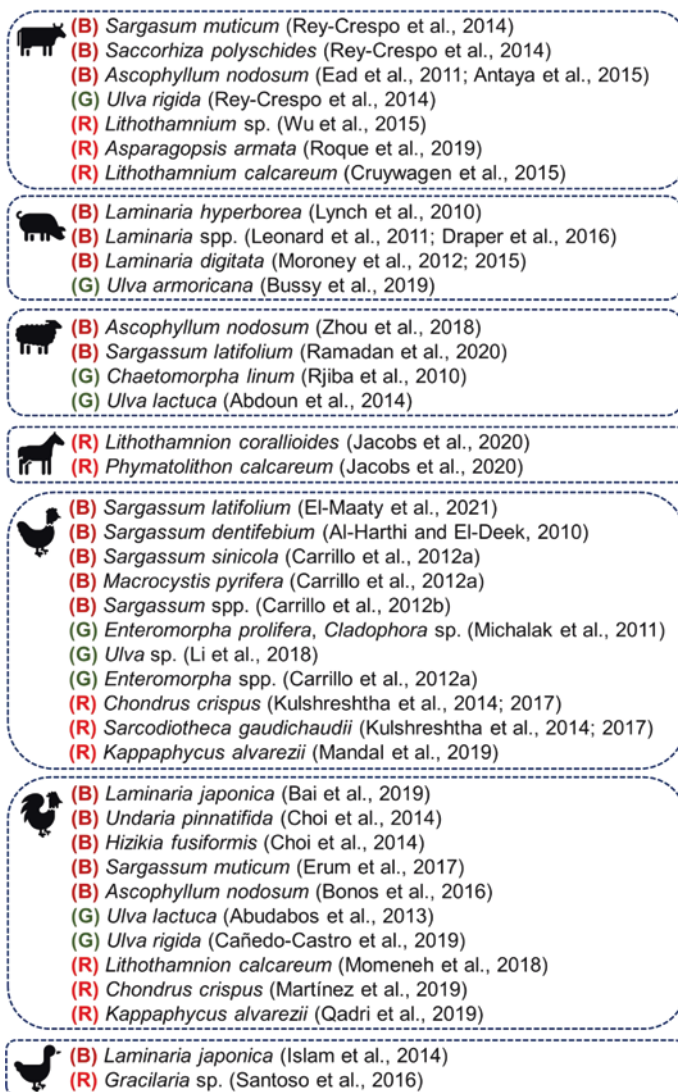 (B) Sargasum muticum (Rey-Crespo et al., 2014)
(B) Saccorhiza polyschides (Rey-Crespo et al., 2014)
(B) Ascophyllum nodosum (Ead et al., 2011; Antaya et al., 2015)
(G) Ulva rigida (Rey-Crespo et al., 2014)
(R) Lithothamnium sp. (Wu et al., 2015)
(R) Asparagopsis armata (Roque et al., 2019)
(R) Lithothamnium calcareum (Cruywagen et al., 2015)
(B) Laminaria hyperborea (Lynch et al., 2010)
(B) Laminaria spp. (Leonard et al., 2011; Draper et al., 2016)
(B) Laminaria digitata (Moroney et al., 2012; 2015)
(G) Ulva armoricana (Bussy et al., 2019)
(B) Ascophyllum nodosum (Zhou et al., 2018)
(B) Sargassum latifolium (Ramadan et al., 2020)
(G) Chaetomorpha linum (Rjiba et al., 2010)
(G) Ulva lactuca (Abdoun et al., 2014)
(R) Lithothamnion corallioides (Jacobs et al., 2020)
(R) Phymatolithon calcareum (Jacobs et al., 2020)
(B) Sargassum latifolium (El-Maaty et al., 2021)
(B) Sargassum dentifebium (Al-Harthi and El-Deek, 2010)
(B) Sargassum sinicola (Carrillo et al., 2012a)
(B) Macrocystis pyrifera (Carrillo et al., 2012a)
(B) Sargassum spp. (Carrillo et al., 2012b)
(G) Enteromorpha prolifera, Cladophora sp. (Michalak et al., 2011)
(G) Ulva sp. (Li et al., 2018)
(G) Enteromorpha spp. (Carrillo et al., 2012a)
(R) Chondrus crispus (Kulshreshtha et al., 2014; 2017)
(R) Sarcodiotheca gaudichaudii (Kulshreshtha et al., 2014; 2017)
(R) Kappaphycus alvarezii (Mandal et al., 2019)
(B) Laminaria japonica (Bai et al., 2019)
(B) Undaria pinnatifida (Choi et al., 2014)
(B) Hizikia fusiformis (Choi et al., 2014)
(B) Sargassum muticum (Erum et al., 2017)
(B) Ascophyllum nodosum (Bonos et al., 2016)
(G) Ulva lactuca (Abudabos et al., 2013)
(G) Ulva rigida (Cañedo-Castro et al., 2019)
(R) Lithothamnion calcareum (Momeneh et al., 2018)
(R) Chondrus crispus (Martínez et al., 2019)
(R) Kappaphycus alvarezii (Qadri et al., 2019)
(B) Laminaria japonica (Islam et al., 2014)
(R) Gracilaria sp. (Santoso et al., 2016)